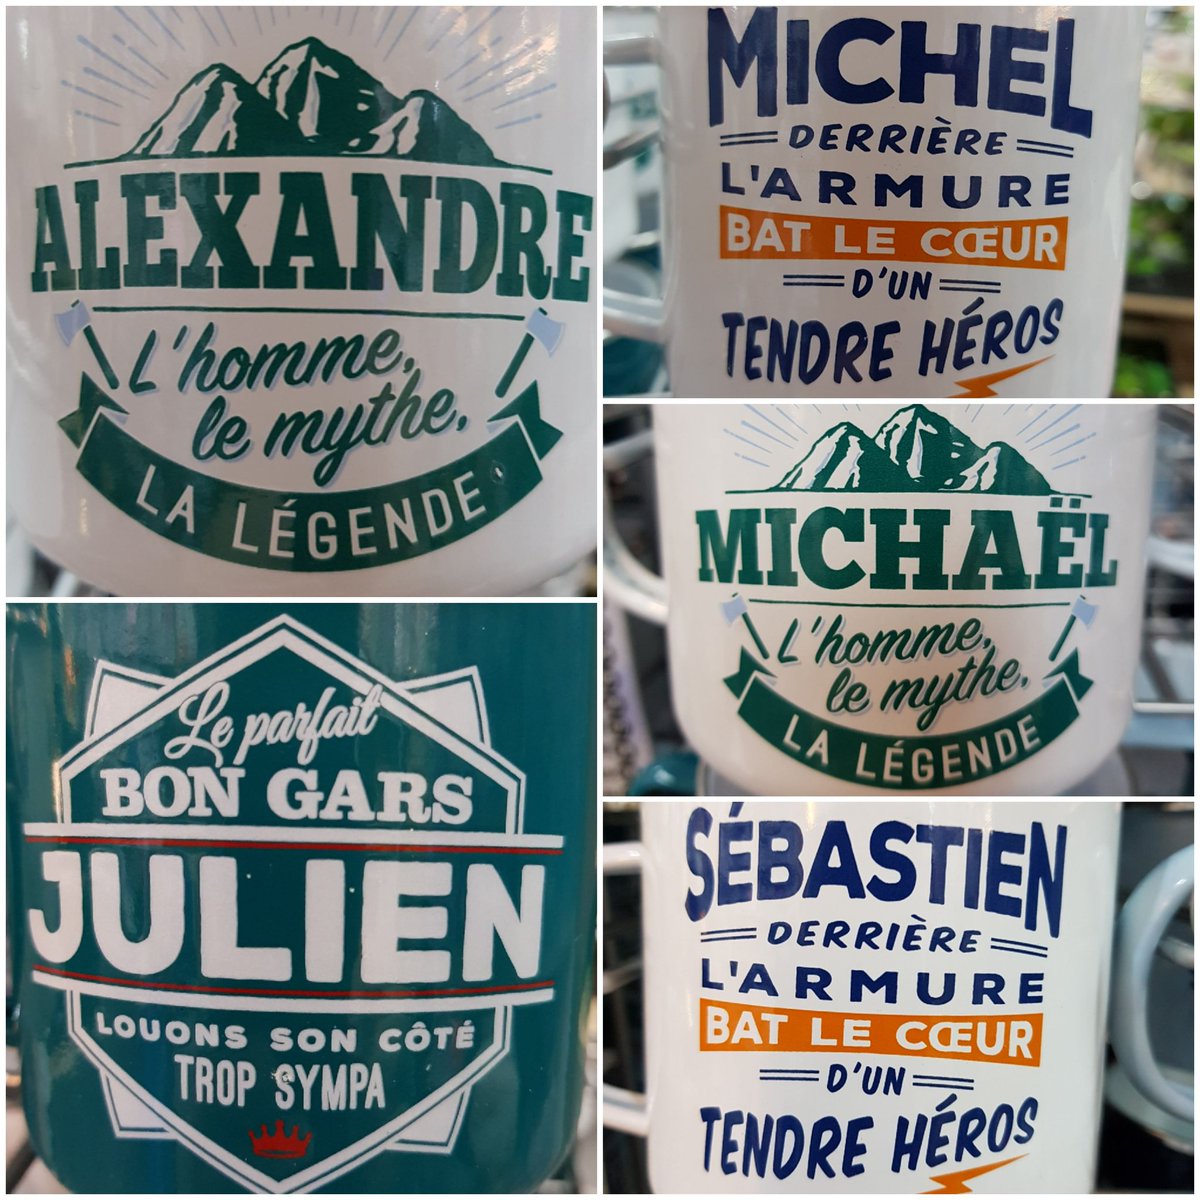 ALEXANDRE
L'homme,
le mythe.
LA LÉGENDE
MICHEL
DERRIÈRE
L'ARMURE
BAT LE CŒUR
D'UN
TENDRE HÉROS
MICHAËL
L'homme,
le mythe.
LA LÉGENDE
Le parfait
BON GARS
JULIEN
LOUONS SON CÔTÉ
TROP SYMPA
SÉBASTIEN
DERRIÈRE
L'ARMURE
BAT LE CŒUR
D'UN
TENDRE HÉROS